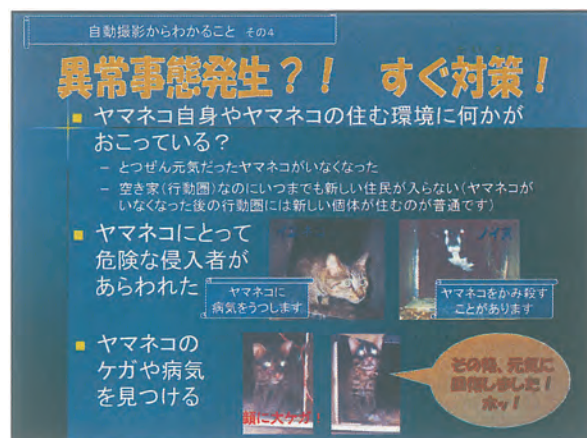 自動撮影からわかること その4
異常事態発生?! すぐ対策!
ヤマネコ自身やヤマネコの住む環境に何かが
おこっている?
− とつぜん元気だったヤマネコがいなくなった
− 空き家(行動圏)なのにいつまでも新しい住民が入らない(ヤマネコが
いなくなった後の行動圏には新しい個体が住むのが普通です)
ヤマネコにとって
危険な侵入者が
あらわれた
ノイヌ
ヤマネコに
病気をうつします
ヤマネコをかみ殺す
ことがあります
ヤマネコの
ケガや病気
を見つける
顔に大ケガ!
その後、元気に
しました!
ホッ!